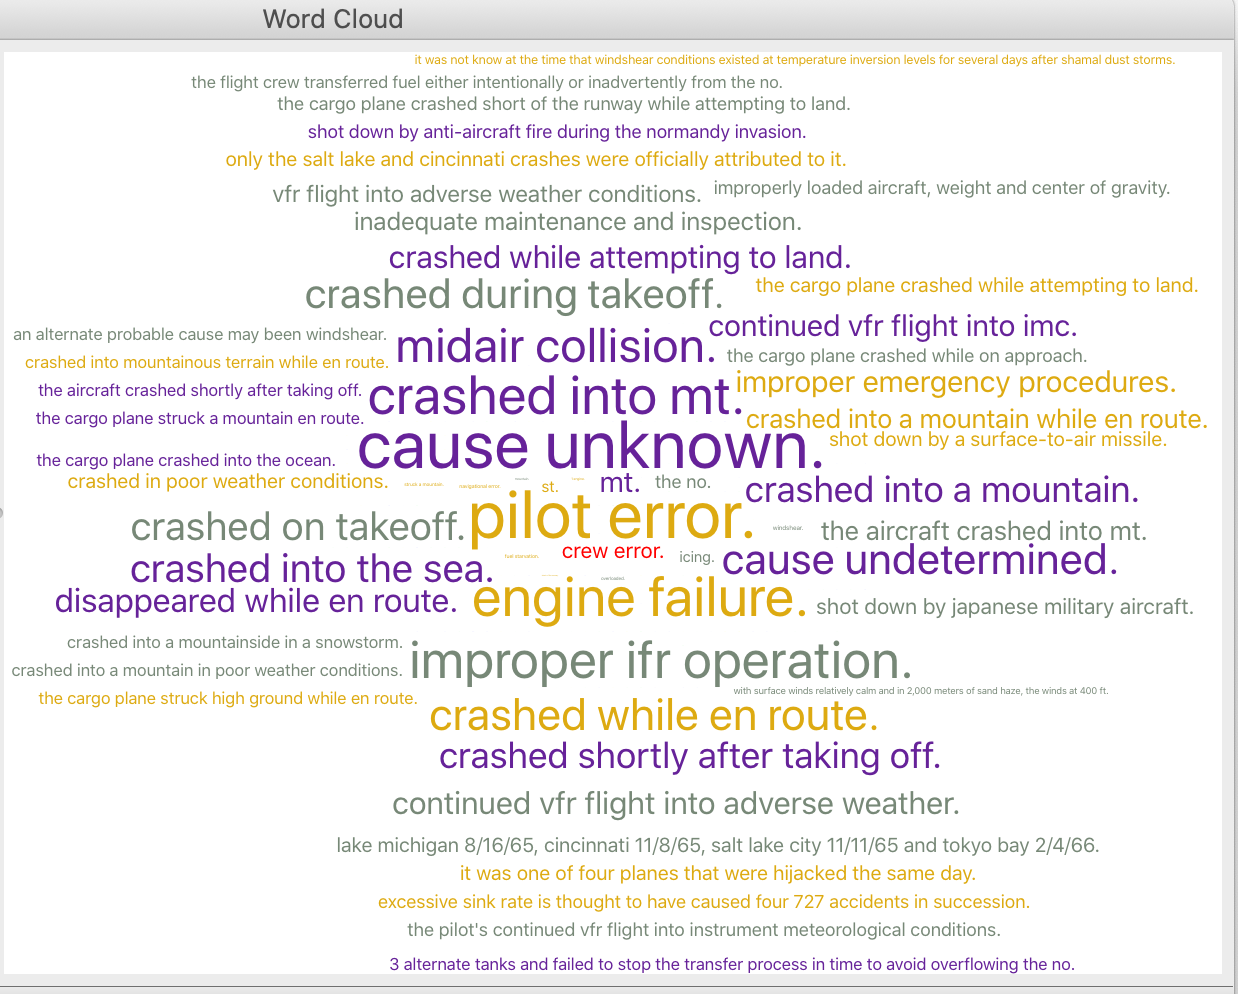 Word Cloud
it was not know at the time that windshear conditions existed at temperature inversion levels for several days after shamal dust storms.
the flight crew transferred fuel either intentionally or inadvertently from the no.
the cargo plane crashed short of the runway while attempting to land.
shot down by anti-aircraft fire during the normandy invasion.
only the salt lake and cincinnati crashes were officially attributed to it.
vfr flight into adverse weather conditions.
improperly loaded aircraft, weight and center of gravity.
inadequate maintenance and inspection.
crashed while attempting to land.
crashed during takeoff.
the cargo plane crashed while attempting to land.
an alternate probable cause may been windshear.
midair collision.
continued vfr flight into imc.
crashed into mountainous terrain while en route.
the cargo plane crashed while on approach.
the aircraft crashed shortly after taking off.
crashed into mt.
improper emergency procedures.
the cargo plane struck a mountain en route.
crashed into a mountain while en route.
cause unknown.
shot down by a surface-to-air missile.
the cargo plane crashed into the ocean.
crashed in poor weather conditions.
struck a mountain.
navigational error.
st.
mt.
the no.
crashed into a mountain.
crashed on takeoff.
pilot error.
windshear.
the aircraft crashed into mt.
fuel starvation.
crew error.
icing.
cause undetermined.
crashed into the sea.
overloaded.
disappeared while en route.
engine failure.
shot down by japanese military aircraft.
crashed into a mountainside in a snowstorm.
improper ifr operation.
crashed into a mountain in poor weather conditions.
with surface winds relatively calm and in 2,000 meters of sand haze, the winds at 400 ft.
the cargo plane struck high ground while en route.
crashed while en route.
crashed shortly after taking off.
continued vfr flight into adverse weather.
lake michigan 8/16/65, cincinnati 11/8/65, salt lake city 11/11/65 and tokyo bay 2/4/66.
it was one of four planes that were hijacked the same day.
excessive sink rate is thought to have caused four 727 accidents in succession.
the pilot's continued vfr flight into instrument meteorological conditions.
3 alternate tanks and failed to stop the transfer process in time to avoid overflowing the no.